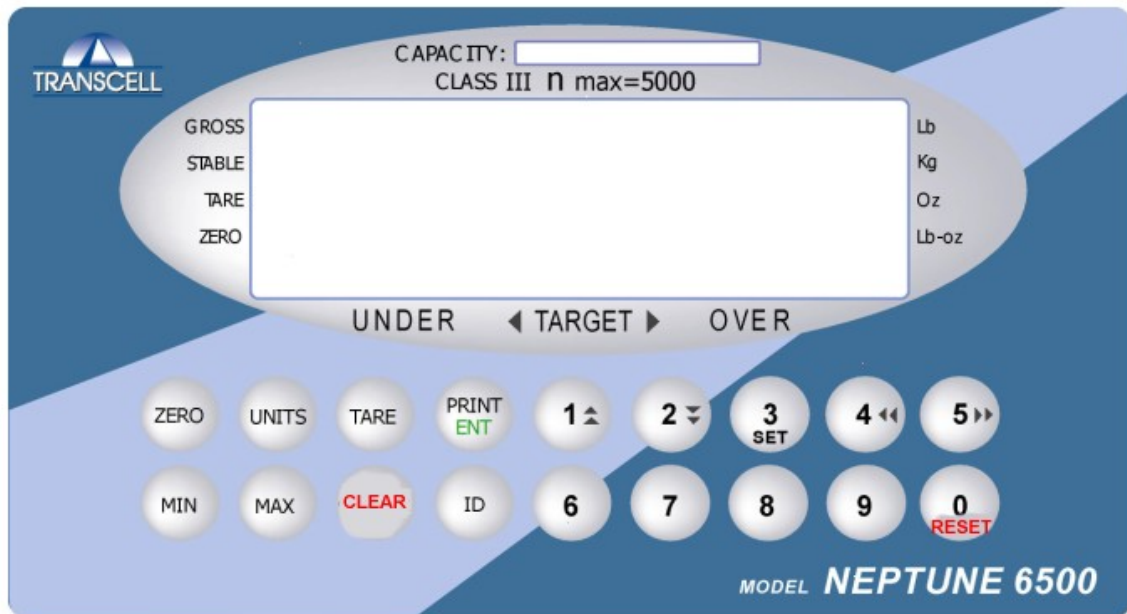 TRANSCELL
CAPACITY:
CLASS III n max=5000
GROSS
STABLE
TARE
ZERO
Lb
Kg
Oz
Lb-oz
UNDER ◀ TARGET ▶ OVER
ZERO UNITS TARE PRINT ENT 1 2 3 SET 4 5
MIN MAX CLEAR ID 6 7 8 9 0 RESET
MODEL NEPTUNE 6500